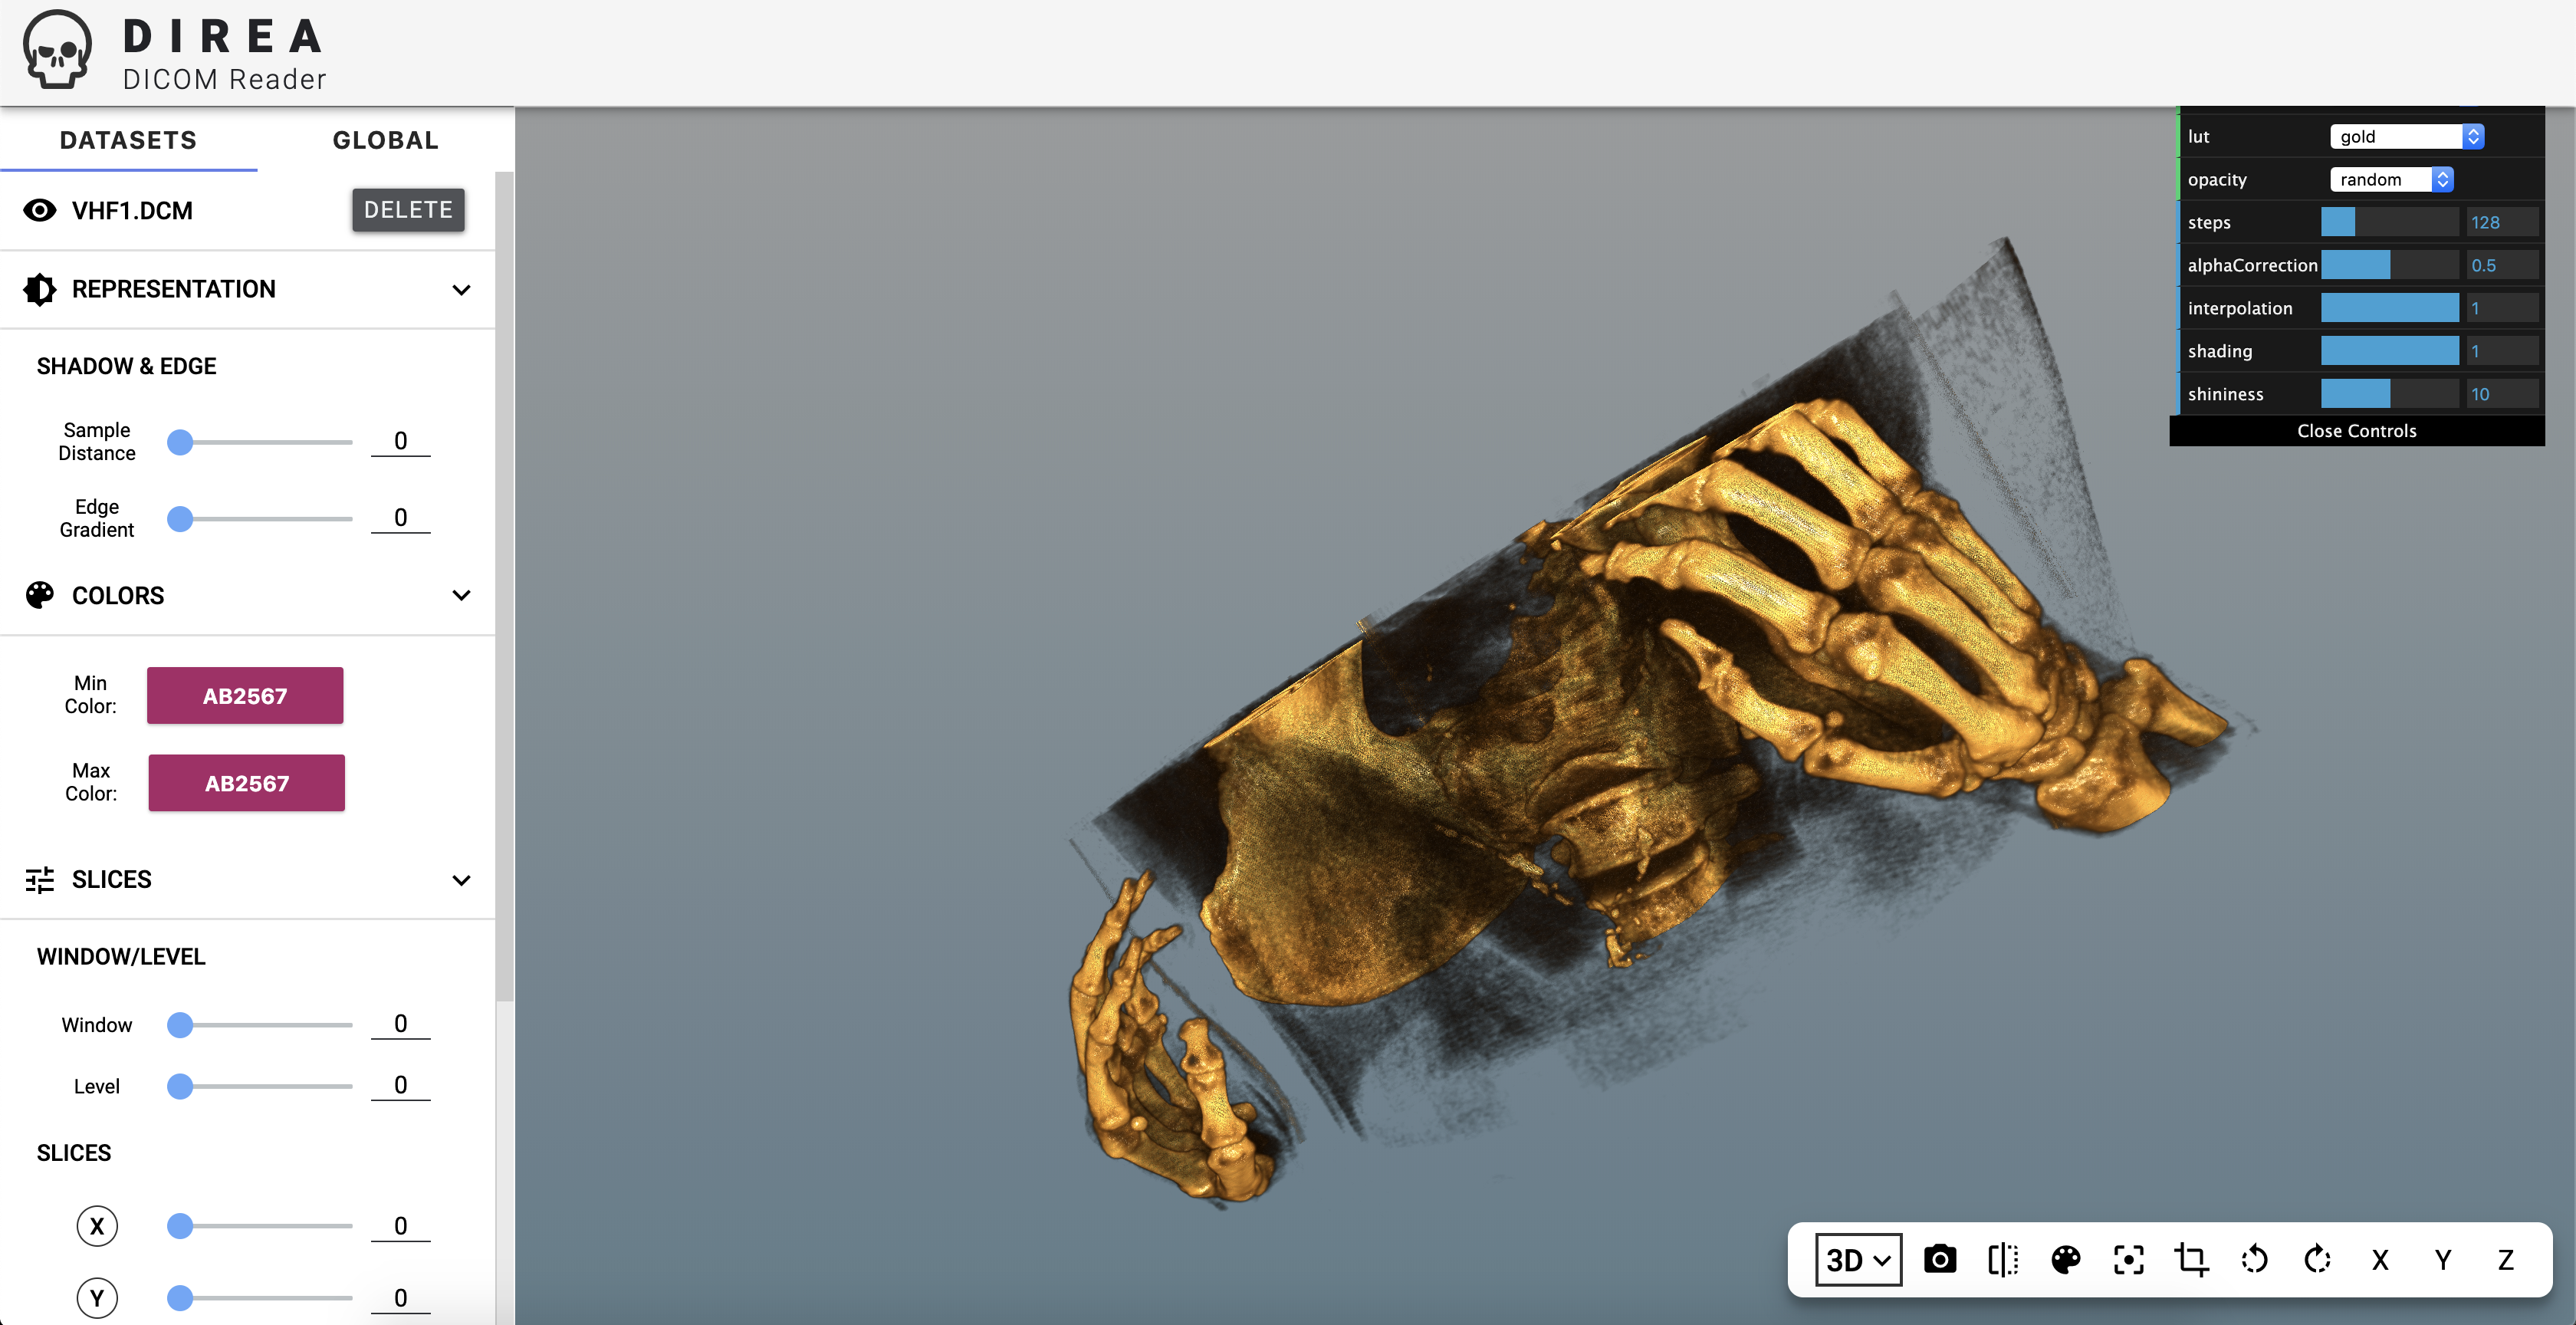 DIREA
DICOM Reader
DATASETS
GLOBAL
VHF1.DCM
DELETE
REPRESENTATION
SHADOW & EDGE
Sample
Distance
0
Edge
Gradient
0
COLORS
Min
Color:
AB2567
Max
Color:
AB2567
SLICES
WINDOW/LEVEL
Window
0
Level
0
SLICES
X
0
Y
0
lut
gold
opacity
random
steps
128
alphaCorrection
0.5
interpolation
1
shading
1
shininess
10
Close Controls
3D
X
Y
Z